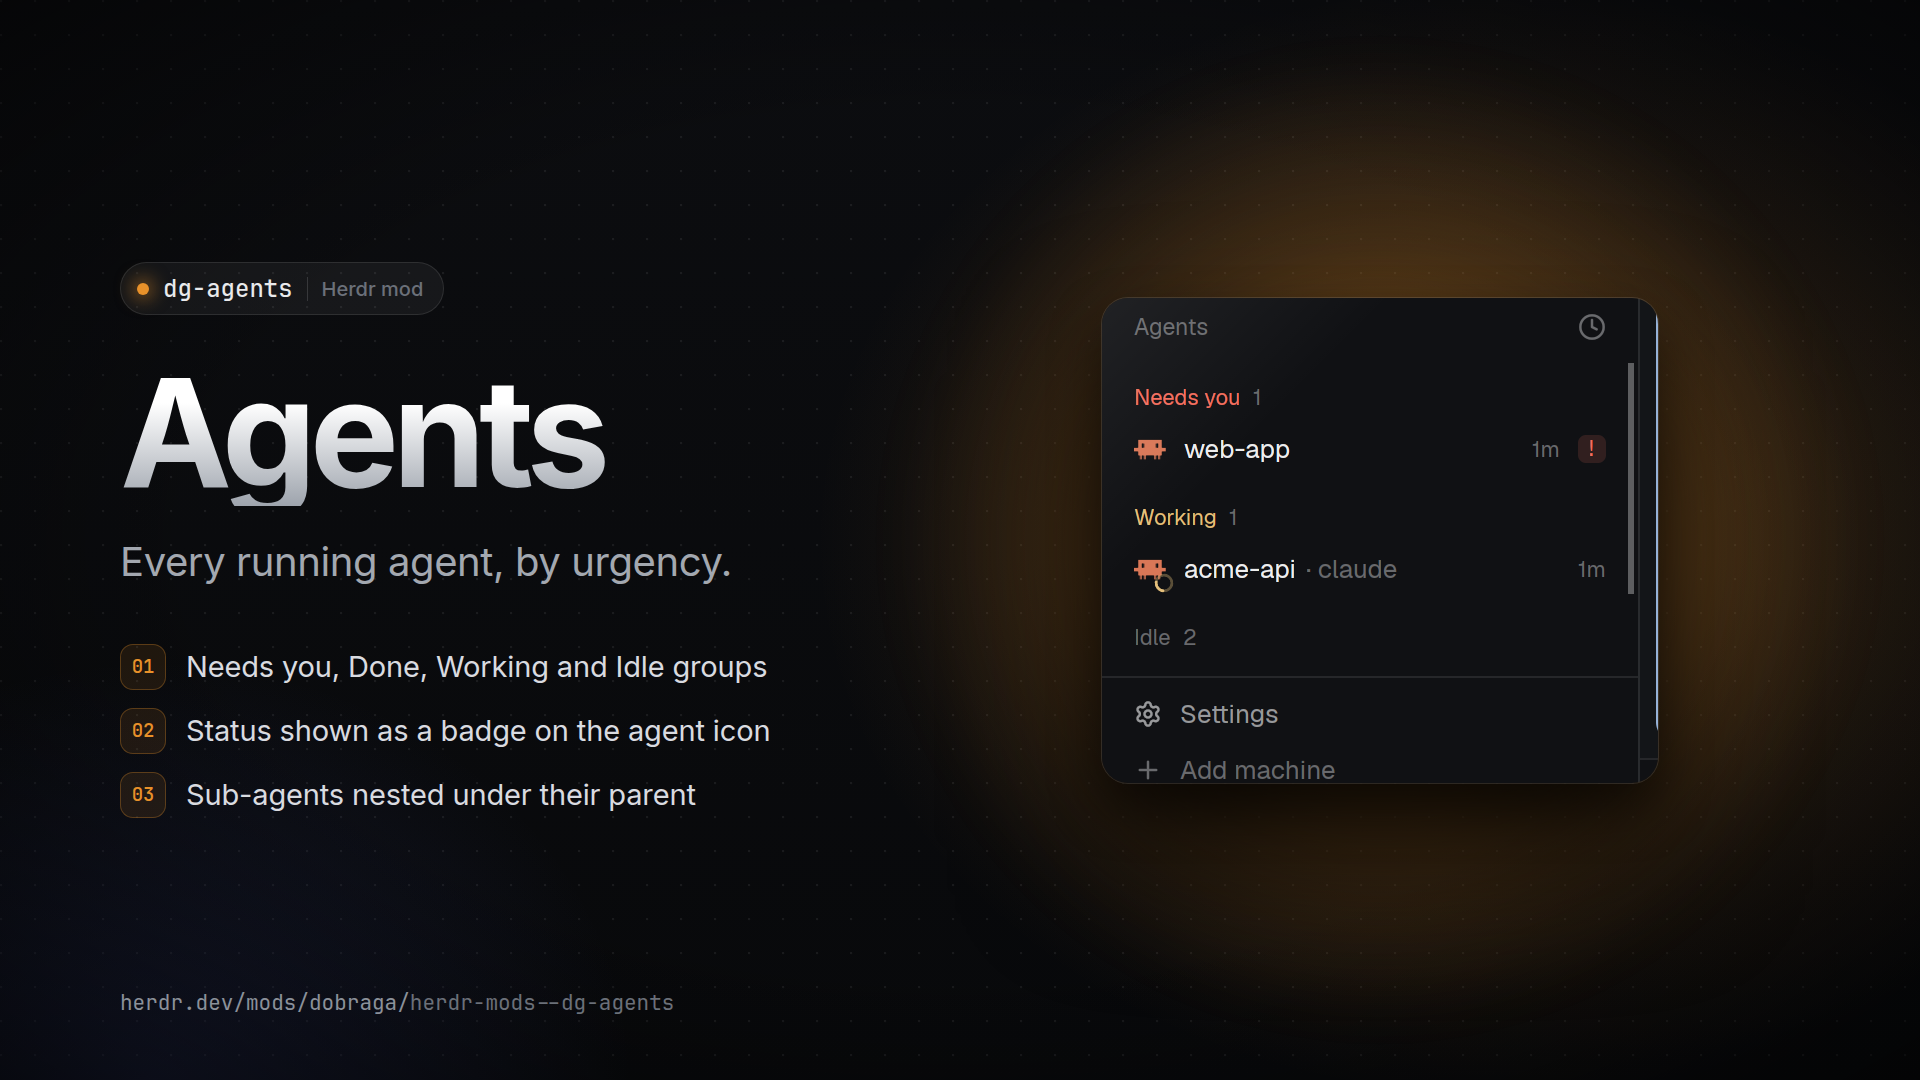 dg-agents Herdr mod
Agents
Every running agent, by urgency.
01 Needs you, Done, Working and Idle groups
02 Status shown as a badge on the agent icon
03 Sub-agents nested under their parent
herdr.dev/mods/dobraga/herdr-mods--dg-agents
Agents
Needs you 1
web-app 1m !
Working 1
acme-api · claude 1m
Idle 2
Settings
Add machine